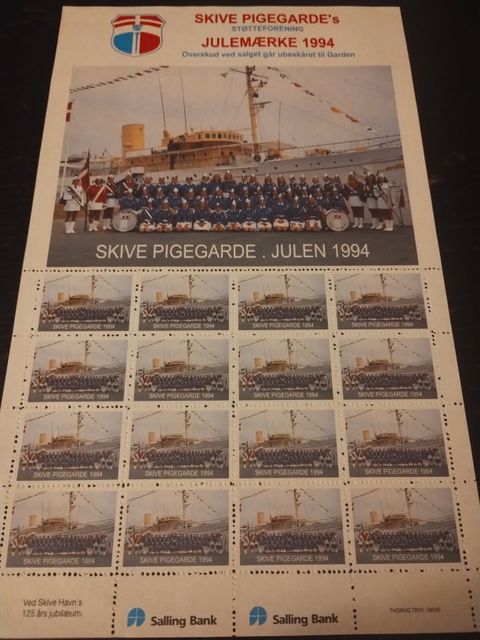 SKIVE PIGEGARDE's
STØTTEFORENING
JULEMÆRKE 1994
Overskud ved salget går ubeskåret til Garden
SKIVE PIGEGARDE . JULEN 1994
SKIVE PIGEGARDE 1994 SKIVE PIGEGARDE 1994 SKIVE PIGEGARDE 1994 SKIVE PIGEGARDE 1994
SKIVE PIGEGARDE 1994 SKIVE PIGEGARDE 1994 SKIVE PIGEGARDE 1994 SKIVE PIGEGARDE 1994
SKIVE PIGEGARDE 1994 SKIVE PIGEGARDE 1994 SKIVE PIGEGARDE 1994 SKIVE PIGEGARDE 1994
SKIVE PIGEGARDE 1994 SKIVE PIGEGARDE 1994 SKIVE PIGEGARDE 1994 SKIVE PIGEGARDE 1994
Ved Skive Havn's
125 års jubilæum.
Salling Bank
Salling Bank
SKIVE